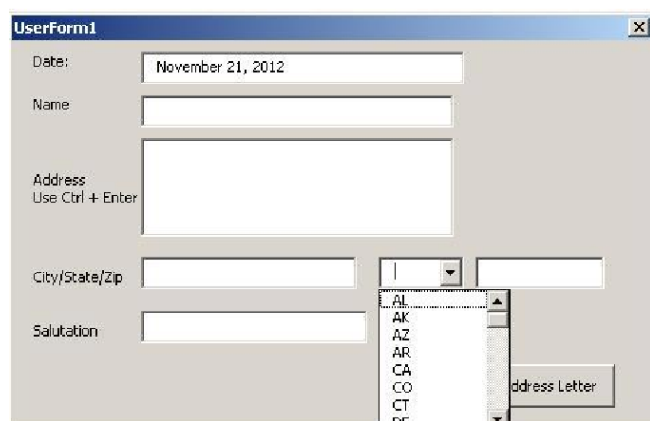 UserForm1
Date:
November 21, 2012
Name
Address
Use Ctrl + Enter
City/State/Zip
AL
AK
AZ
AR
CA
CO
CT
Salutation
Letter